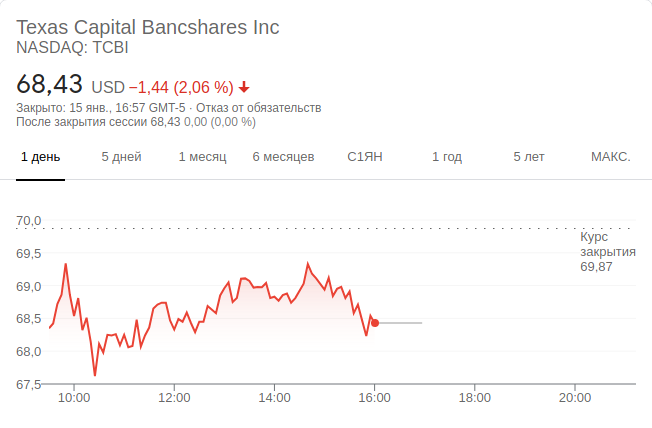 Texas Capital Bancshares Inc
NASDAQ: TCBI
68,43 USD −1,44 (2,06 %)
Закрыто: 15 янв., 16:57 GMT-5 · Отказ от обязательств
После закрытия сессии 68,43 0,00 (0,00 %)
1 день 5 дней 1 месяц 6 месяцев С1ЯН 1 год 5 лет МАКС.
70,0
Курс
закрытия
69,87
69,5
69,0
68,5
68,0
67,5
10:00 12:00 14:00 16:00 18:00 20:00